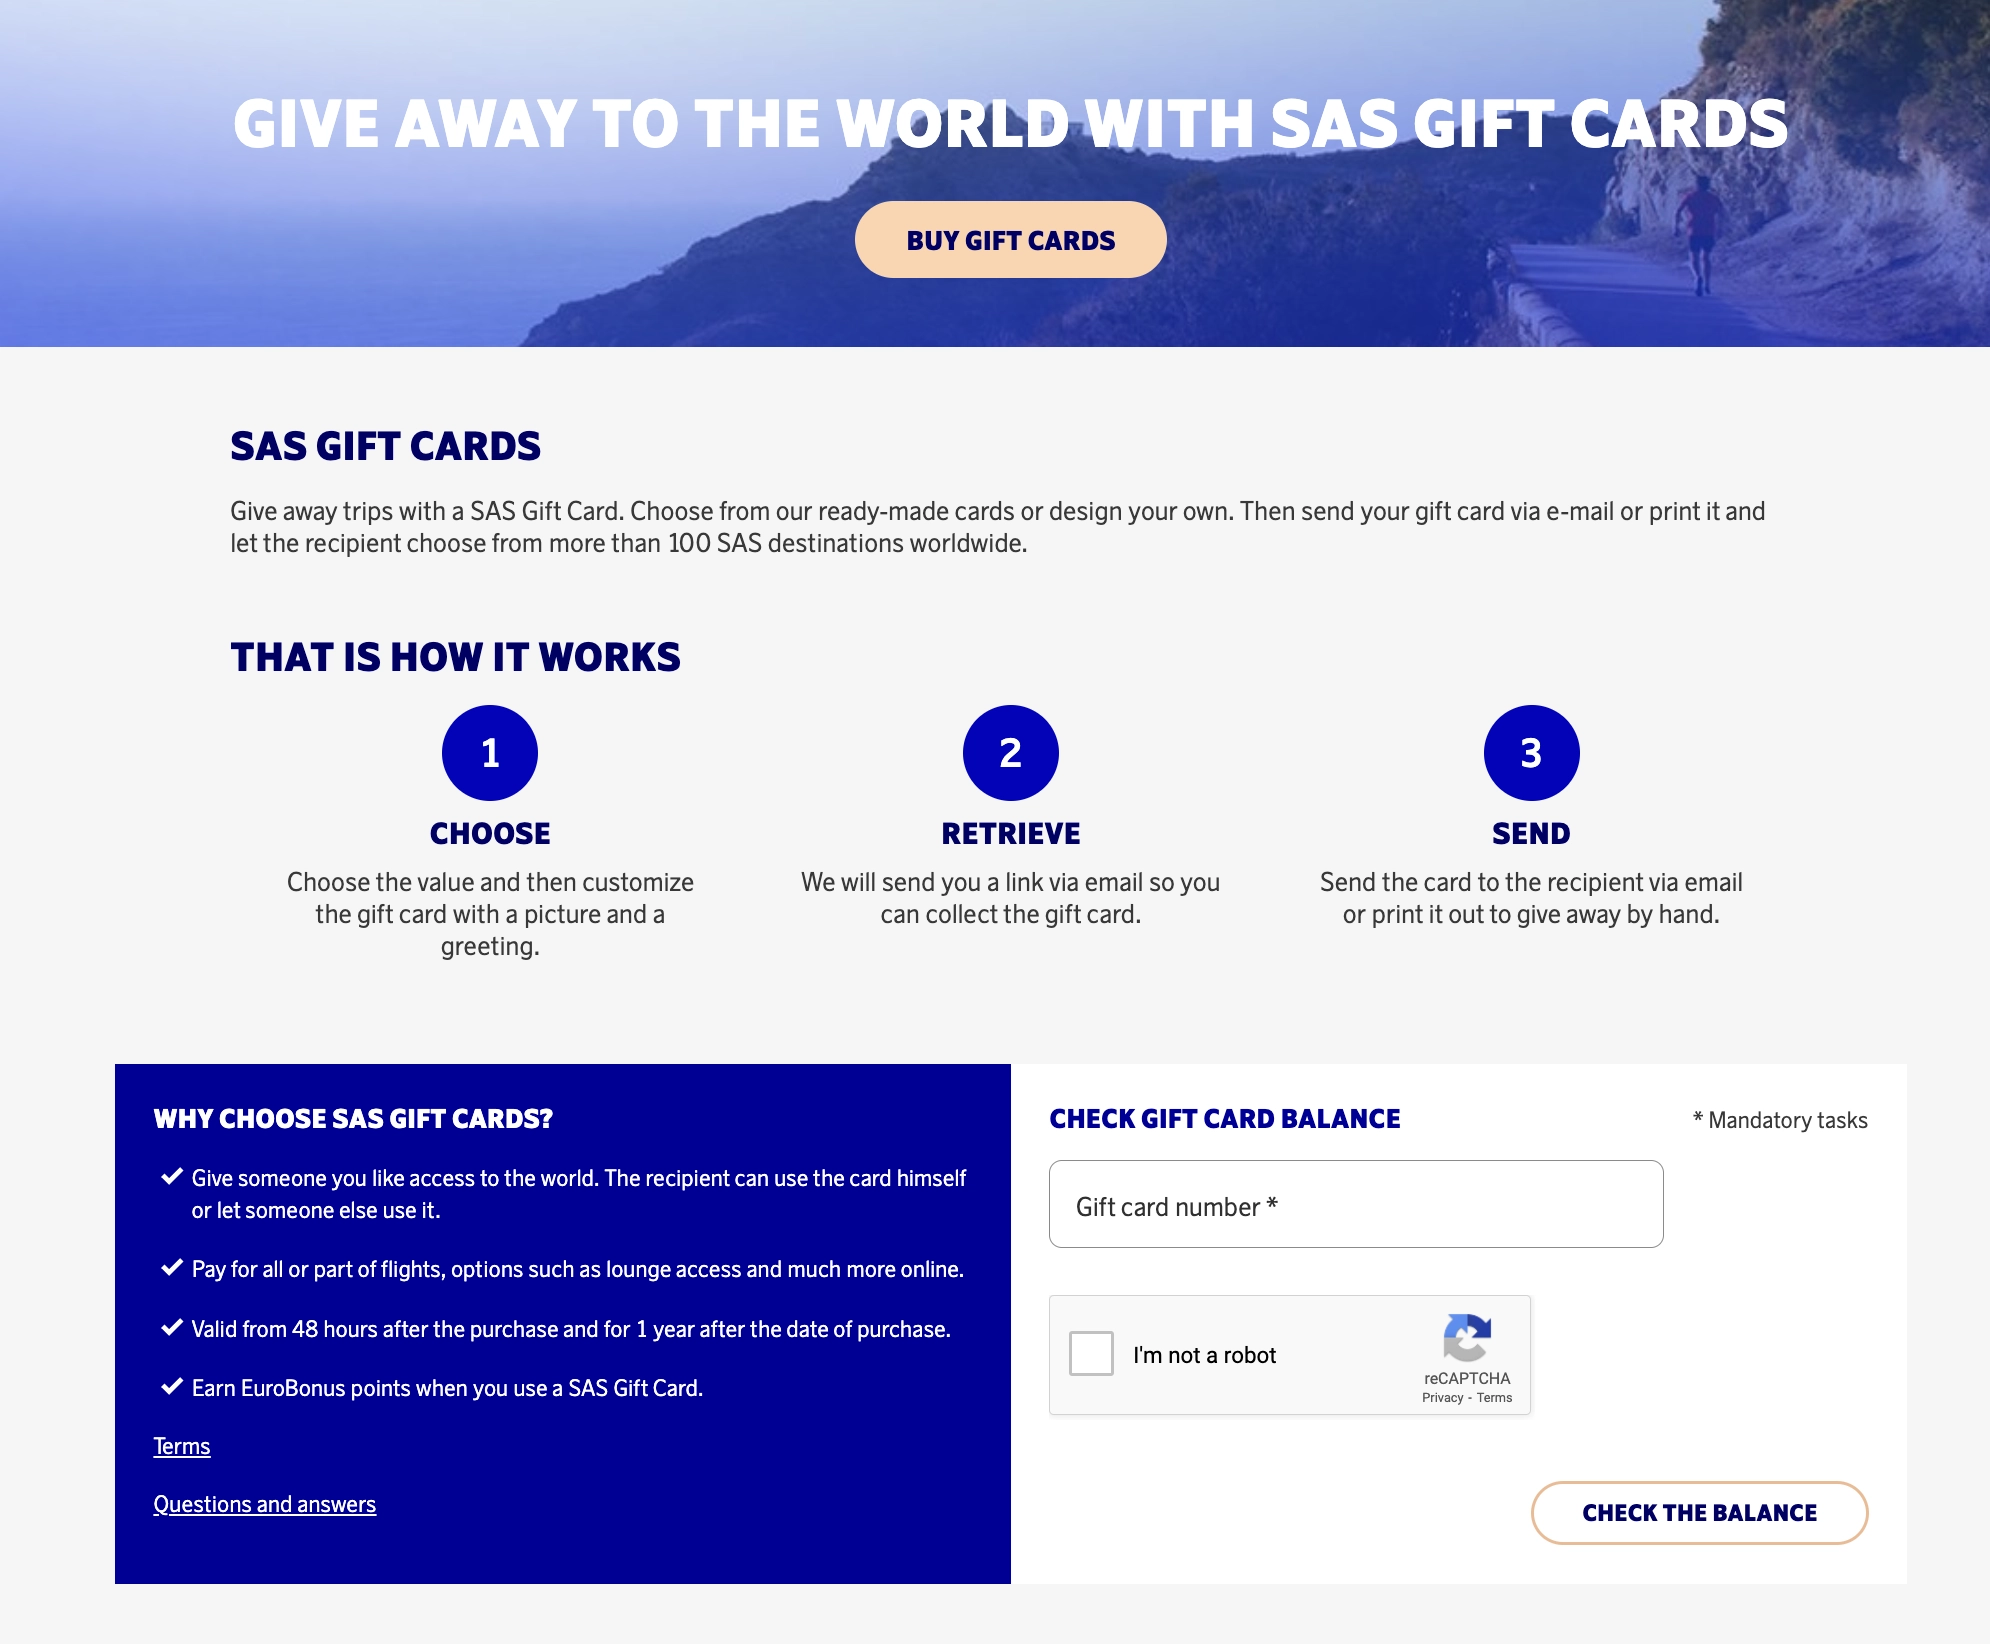 GIVE AWAY TO THE WORLD WITH SAS GIFT CARDS
BUY GIFT CARDS
SAS GIFT CARDS
Give away trips with a SAS Gift Card. Choose from our ready-made cards or design your own. Then send your gift card via e-mail or print it and
let the recipient choose from more than 100 SAS destinations worldwide.
THAT IS HOW IT WORKS
1
CHOOSE
Choose the value and then customize
the gift card with a picture and a
greeting.
2
RETRIEVE
We will send you a link via email so you
can collect the gift card.
3
SEND
Send the card to the recipient via email
or print it out to give away by hand.
WHY CHOOSE SAS GIFT CARDS?
Give someone you like access to the world. The recipient can use the card himself
or let someone else use it.
Pay for all or part of flights, options such as lounge access and much more online.
Valid from 48 hours after the purchase and for 1 year after the date of purchase.
Earn EuroBonus points when you use a SAS Gift Card.
Terms
Questions and answers
CHECK GIFT CARD BALANCE
* Mandatory tasks
Gift card number *
I'm not a robot
reCAPTCHA
Privacy - Terms
CHECK THE BALANCE